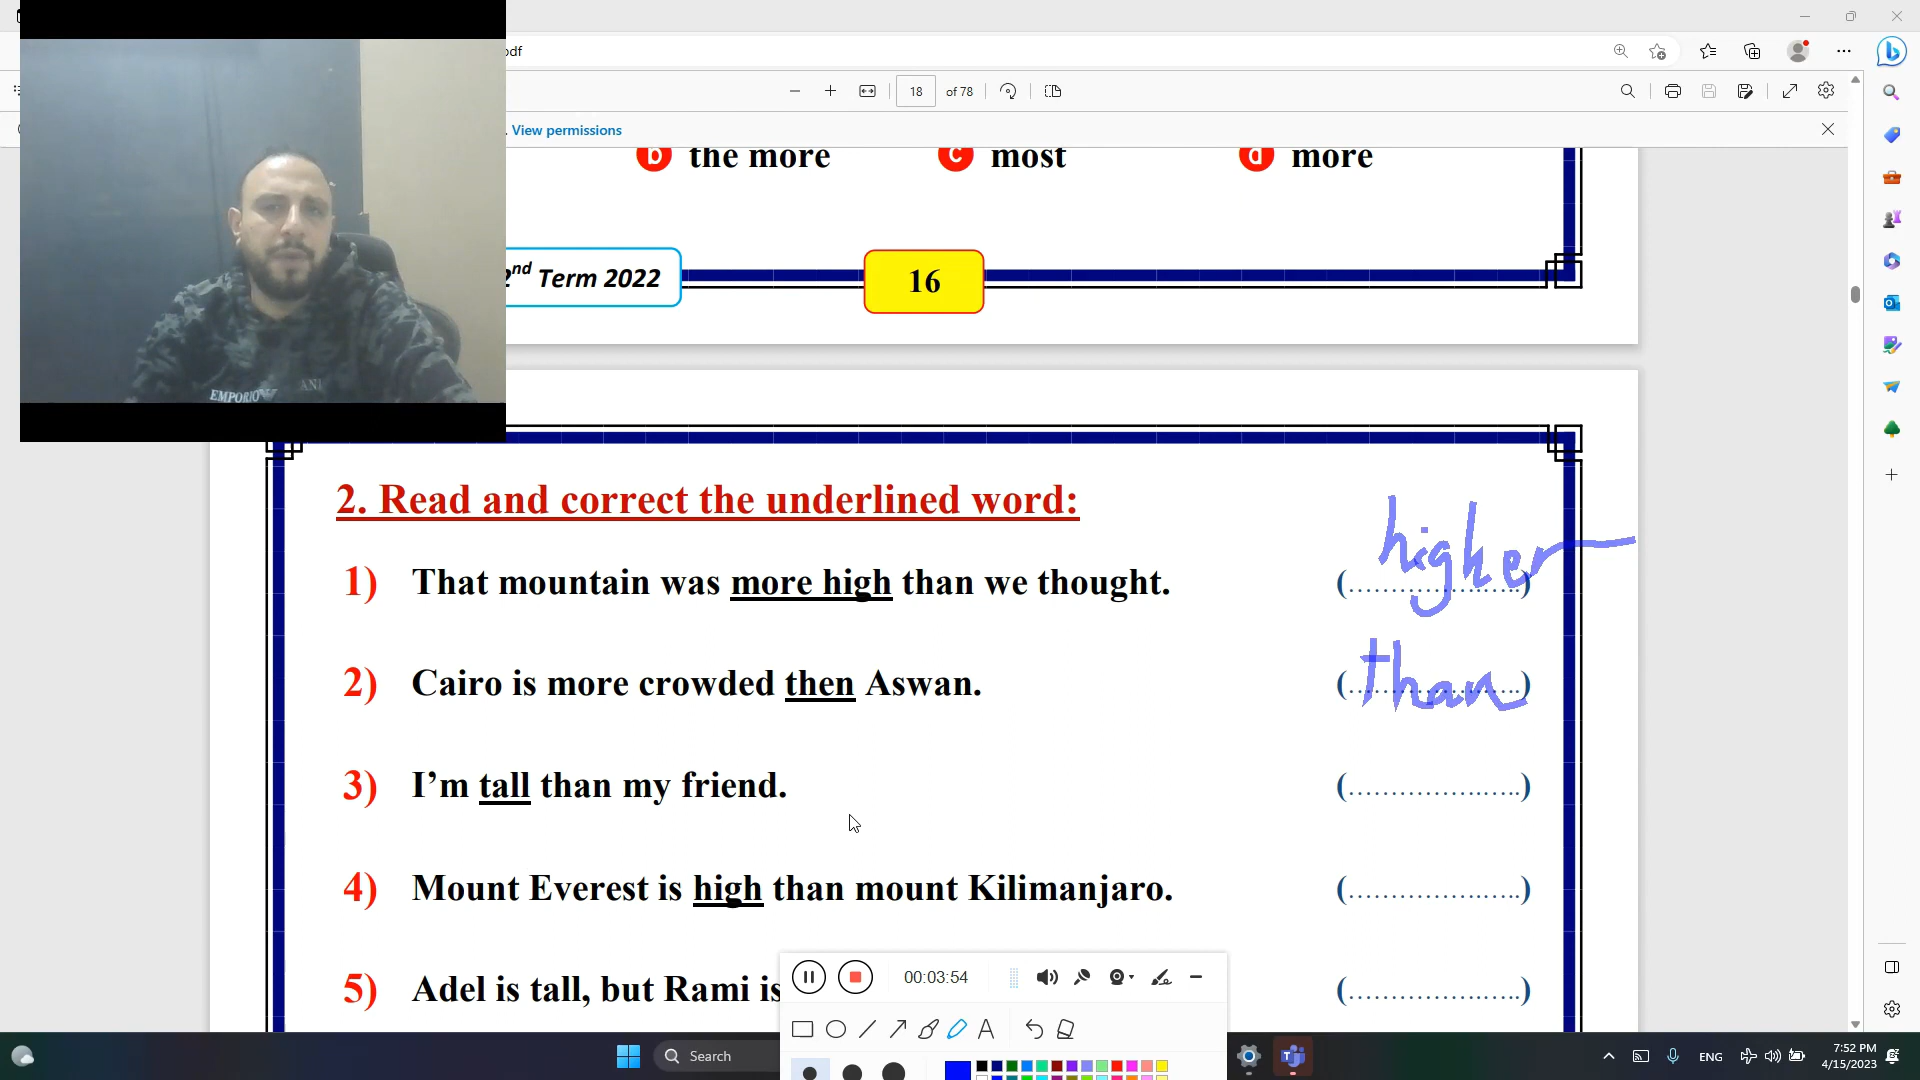 pdf
18 of 78
. View permissions
b the more c most d more
2nd Term 2022
16
EMPORIO
ANI
2. Read and correct the underlined word:
higher
1) That mountain was more high than we thought. (......................)
than
2) Cairo is more crowded then Aswan. (......................)
3) I'm tall than my friend. (......................)
4) Mount Everest is high than mount Kilimanjaro. (......................)
5) Adel is tall, but Rami is (......................)
00:03:54
Search
ENG
7:52 PM
4/15/2023